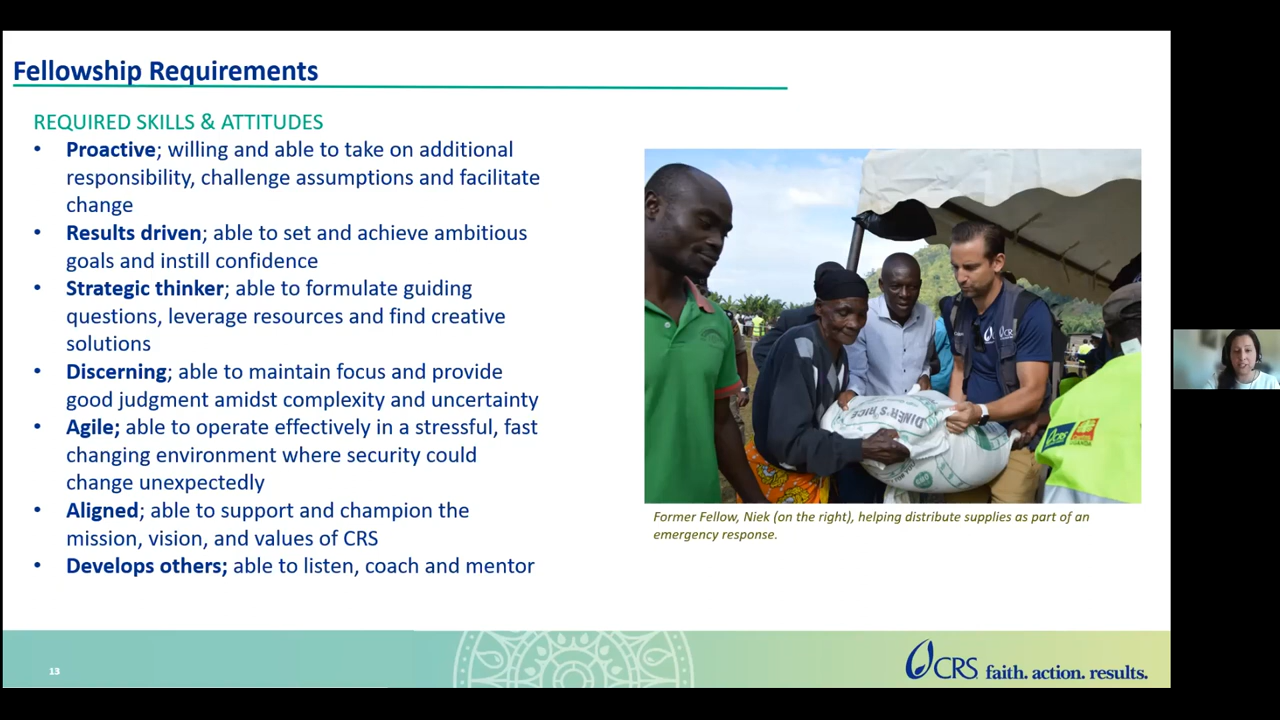 Fellowship Requirements
REQUIRED SKILLS & ATTITUDES
• Proactive; willing and able to take on additional
responsibility, challenge assumptions and facilitate
change
• Results driven; able to set and achieve ambitious
goals and instill confidence
• Strategic thinker; able to formulate guiding
questions, leverage resources and find creative
solutions
• Discerning; able to maintain focus and provide
good judgment amidst complexity and uncertainty
• Agile; able to operate effectively in a stressful, fast
changing environment where security could
change unexpectedly
• Aligned; able to support and champion the
mission, vision, and values of CRS
• Develops others; able to listen, coach and mentor
CRS
DINER'S RICE
CRS
Former Fellow, Niek (on the right), helping distribute supplies as part of an
emergency response.
13
CRS faith. action. results.